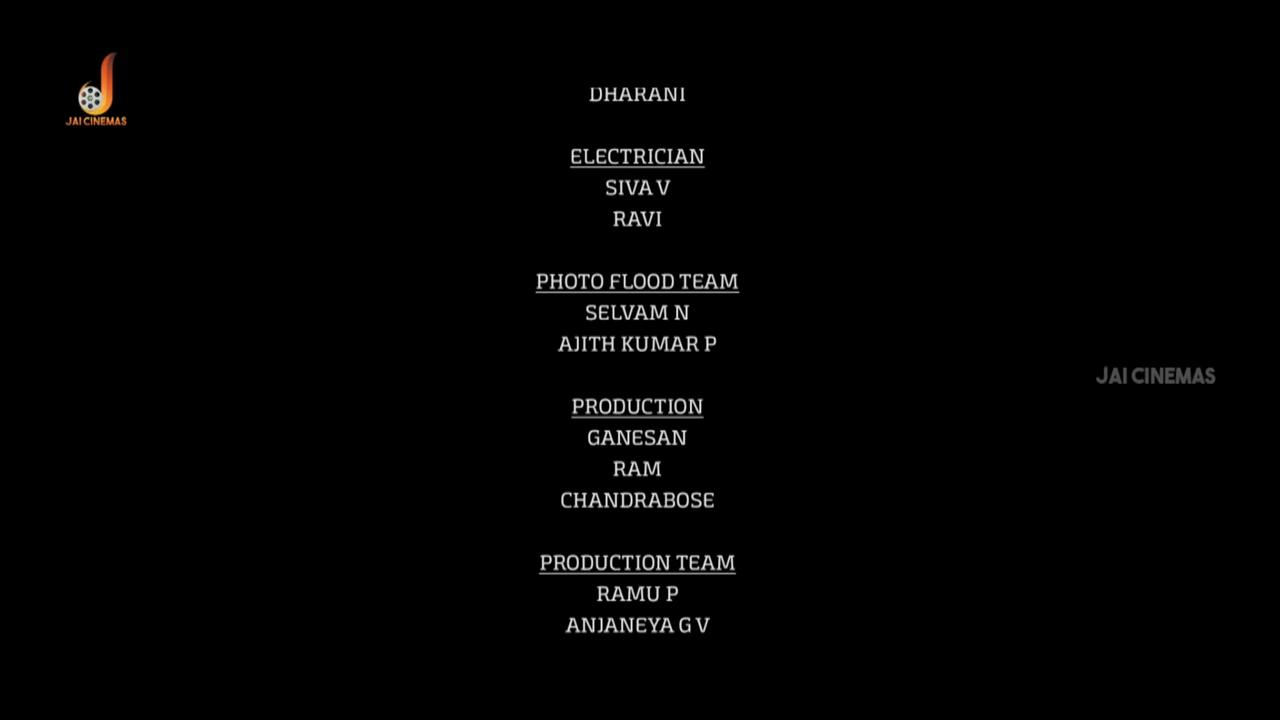 JAI CINEMAS
DHARANI
ELECTRICIAN
SIVA V
RAVI
PHOTO FLOOD TEAM
SELVAM N
AJITH KUMAR P
JAI CINEMAS
PRODUCTION
GANESAN
RAM
CHANDRABOSE
PRODUCTION TEAM
RAMU P
ANJANEYA G V